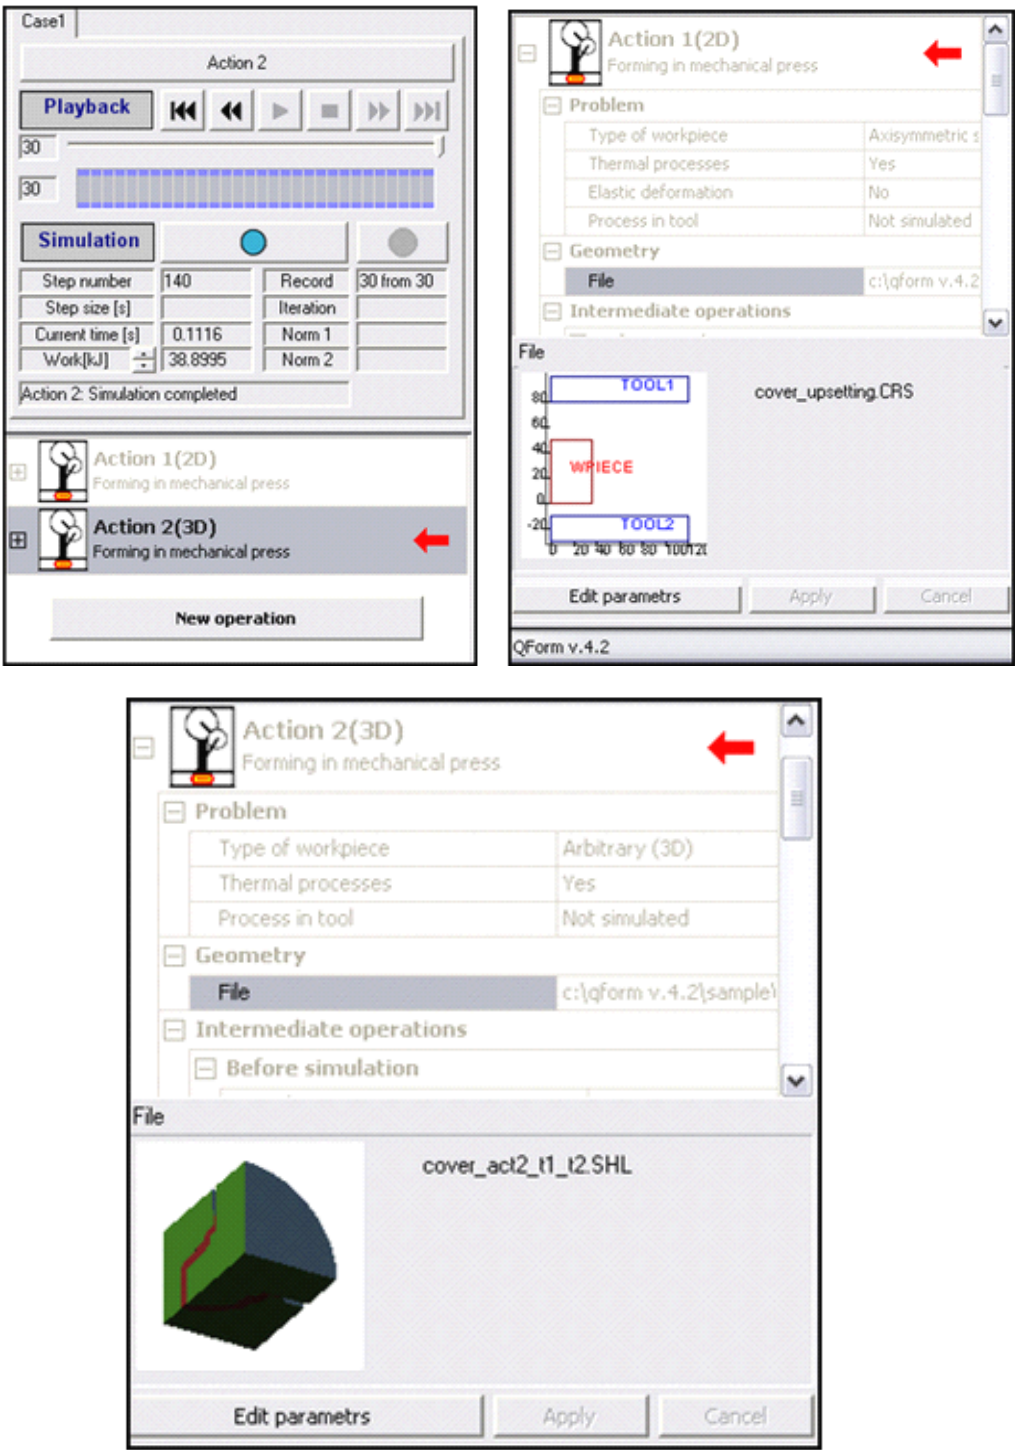 Case1
Action 2
Playback
30
30
Simulation
Step number 140 Record 30 from 30
Step size [s] Iteration
Current time [s] 0.1116 Norm 1
Work[kJ] 38.8995 Norm 2
Action 2: Simulation completed
Action 1(2D)
Forming in mechanical press
Action 2(3D)
Forming in mechanical press
New operation
Action 1(2D)
Forming in mechanical press
Problem
Type of workpiece Axisymmetric s
Thermal processes Yes
Elastic deformation No
Process in tool Not simulated
Geometry
File c:\qform v.4.2
Intermediate operations
File
cover_upsetting.CRS
TOOL1
80
60
40
WPIECE
20
0
-20
TOOL2
0 20 40 60 80 100 120
Edit parametrs Apply Cancel
QForm v.4.2
Action 2(3D)
Forming in mechanical press
Problem
Type of workpiece Arbitrary (3D)
Thermal processes Yes
Process in tool Not simulated
Geometry
File c:\qform v.4.2\sample\
Intermediate operations
Before simulation
File
cover_act2_t1_t2.SHL
Edit parametrs Apply Cancel